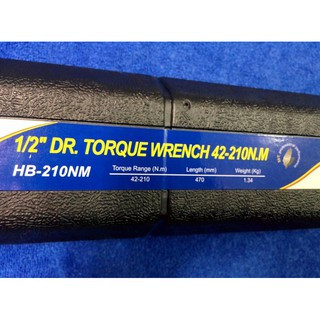 1/2" DR. TORQUE WRENCH 42-210N.M
HB-210NM
Torque Range (N.m) Length (mm) Weight (Kg)
42-210 470 1.34